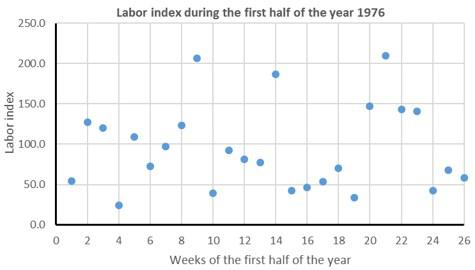 Labor index during the first half of the year 1976
250.0
200.0
150.0
100.0
50.0
0.0
Labor index
0 2 4 6 8 10 12 14 16 18 20 22 24 26
Weeks of the first half of the year